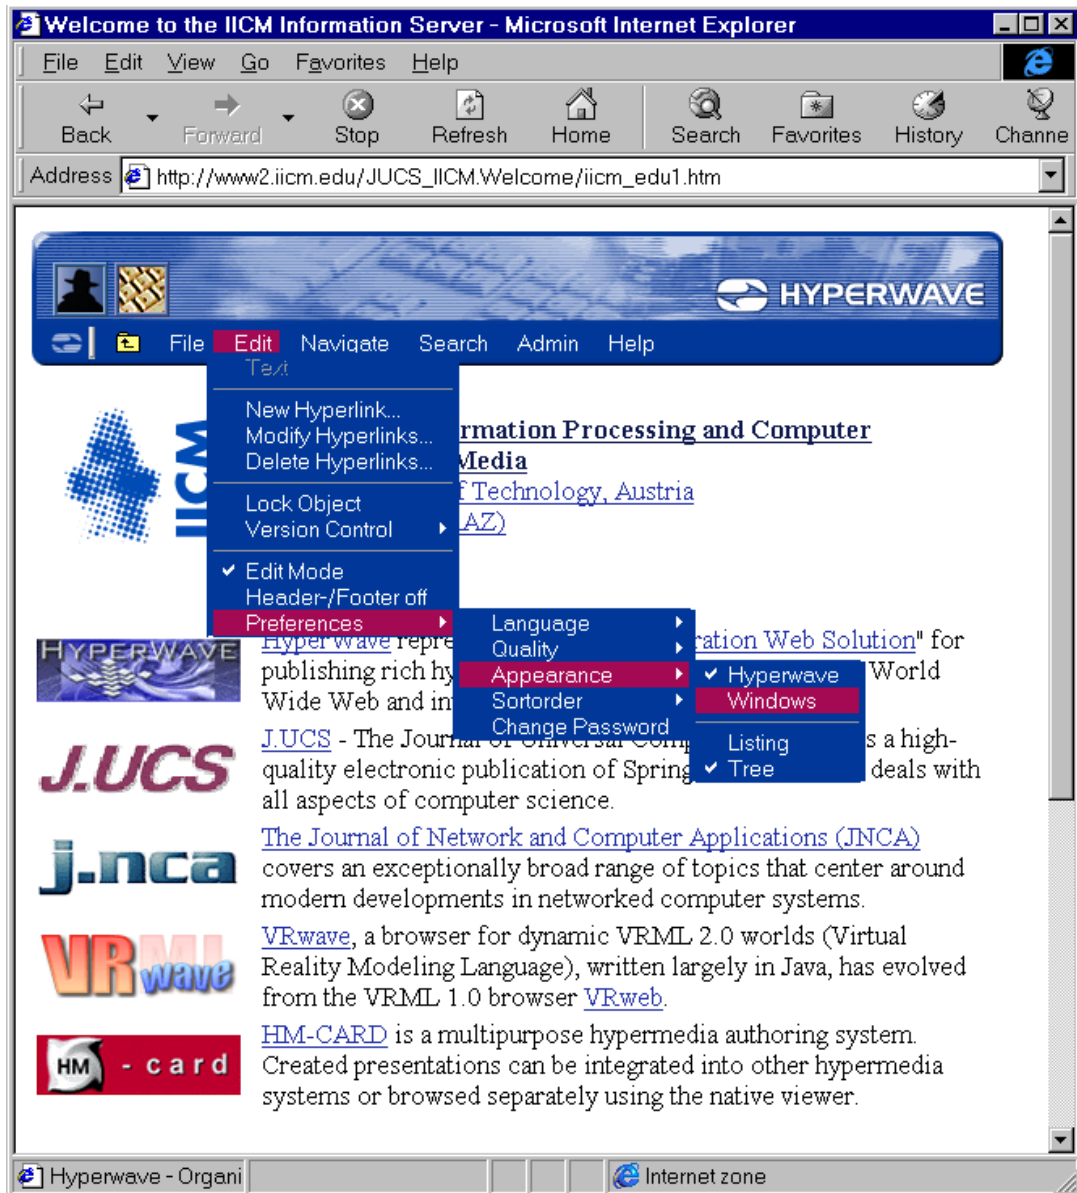 Welcome to the IICM Information Server - Microsoft Internet Explorer
File Edit View Go Favorites Help
Back Forward Stop Refresh Home Search Favorites History Channe
Address http://www2.iicm.edu/JUCS_IICM.Welcome/iicm_edu1.htm
HYPERWAVE
File Edit Navigate Search Admin Help
Text
New Hyperlink...
Modify Hyperlinks...
Delete Hyperlinks...
Lock Object
Version Control
Edit Mode
Header-/Footer off
Preferences
Language
Quality
Appearance
Sortorder
Change Password
Hyperwave
Windows
Listing
Tree
IICM
rmation Processing and Computer
Media
f Technology, Austria
AZ)
HYPERWAVE
HyperWave repre ration Web Solution" for
publishing rich hy World
Wide Web and in
J.UCS
J.UCS - The Journal of Universal Comp s a high-
quality electronic publication of Spring deals with
all aspects of computer science.
j.nca
The Journal of Network and Computer Applications (JNCA)
covers an exceptionally broad range of topics that center around
modern developments in networked computer systems.
VRML wave
VRwave, a browser for dynamic VRML 2.0 worlds (Virtual
Reality Modeling Language), written largely in Java, has evolved
from the VRML 1.0 browser VRweb.
HM - card
HM-CARD is a multipurpose hypermedia authoring system.
Created presentations can be integrated into other hypermedia
systems or browsed separately using the native viewer.
Hyperwave - Organi Internet zone